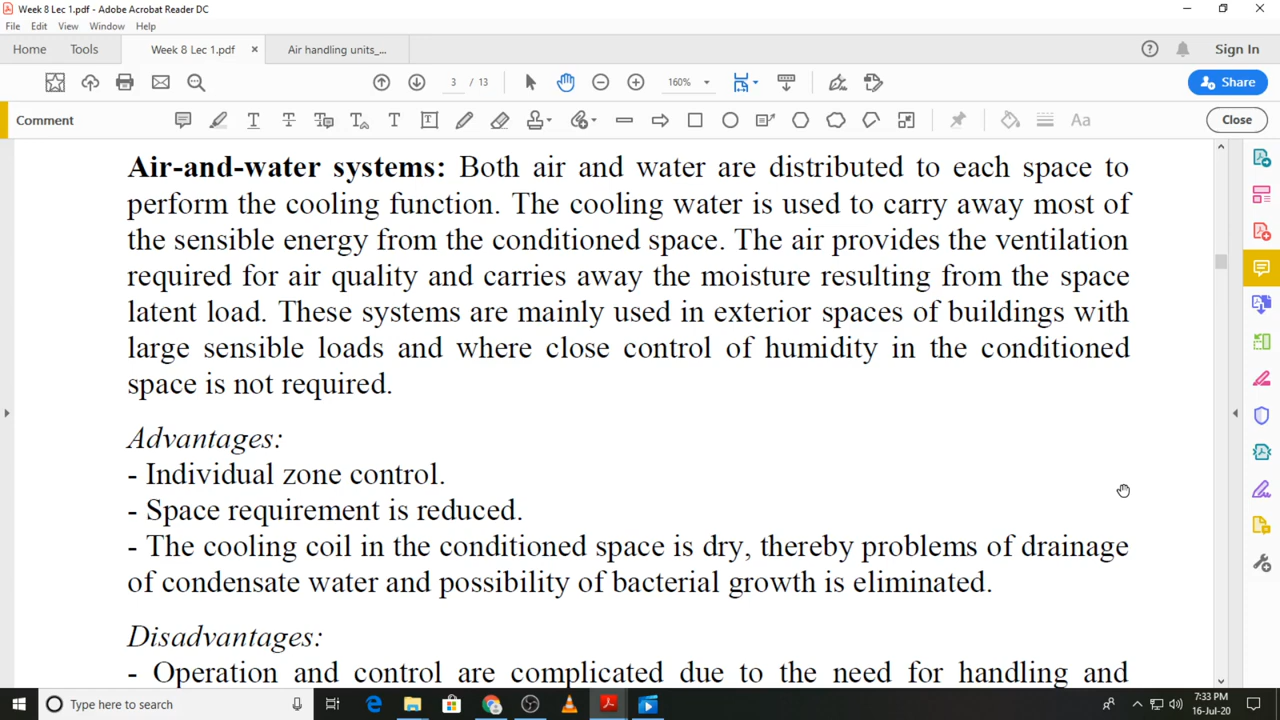 Week 8 Lec 1.pdf - Adobe Acrobat Reader DC
File Edit View Window Help
Home Tools Week 8 Lec 1.pdf × Air handling units_... Sign In
3 / 13 160% Share
Comment Aa Close
Air-and-water systems: Both air and water are distributed to each space to
perform the cooling function. The cooling water is used to carry away most of
the sensible energy from the conditioned space. The air provides the ventilation
required for air quality and carries away the moisture resulting from the space
latent load. These systems are mainly used in exterior spaces of buildings with
large sensible loads and where close control of humidity in the conditioned
space is not required.
Advantages:
- Individual zone control.
- Space requirement is reduced.
- The cooling coil in the conditioned space is dry, thereby problems of drainage
of condensate water and possibility of bacterial growth is eliminated.
Disadvantages:
- Operation and control are complicated due to the need for handling and
Type here to search
7:33 PM
16-Jul-20